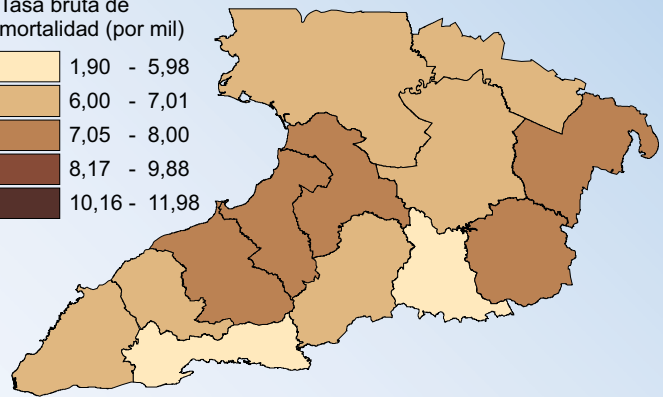 Tasa bruta de
mortalidad (por mil)
1,90 - 5,98
6,00 - 7,01
7,05 - 8,00
8,17 - 9,88
10,16 - 11,98